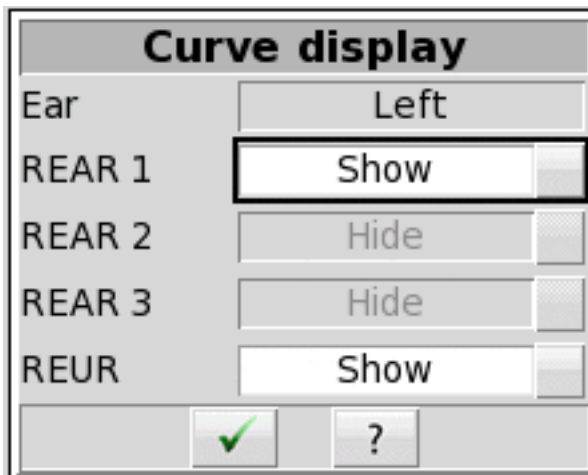 Curve display
Ear Left
REAR 1 Show
REAR 2 Hide
REAR 3 Hide
REUR Show
?